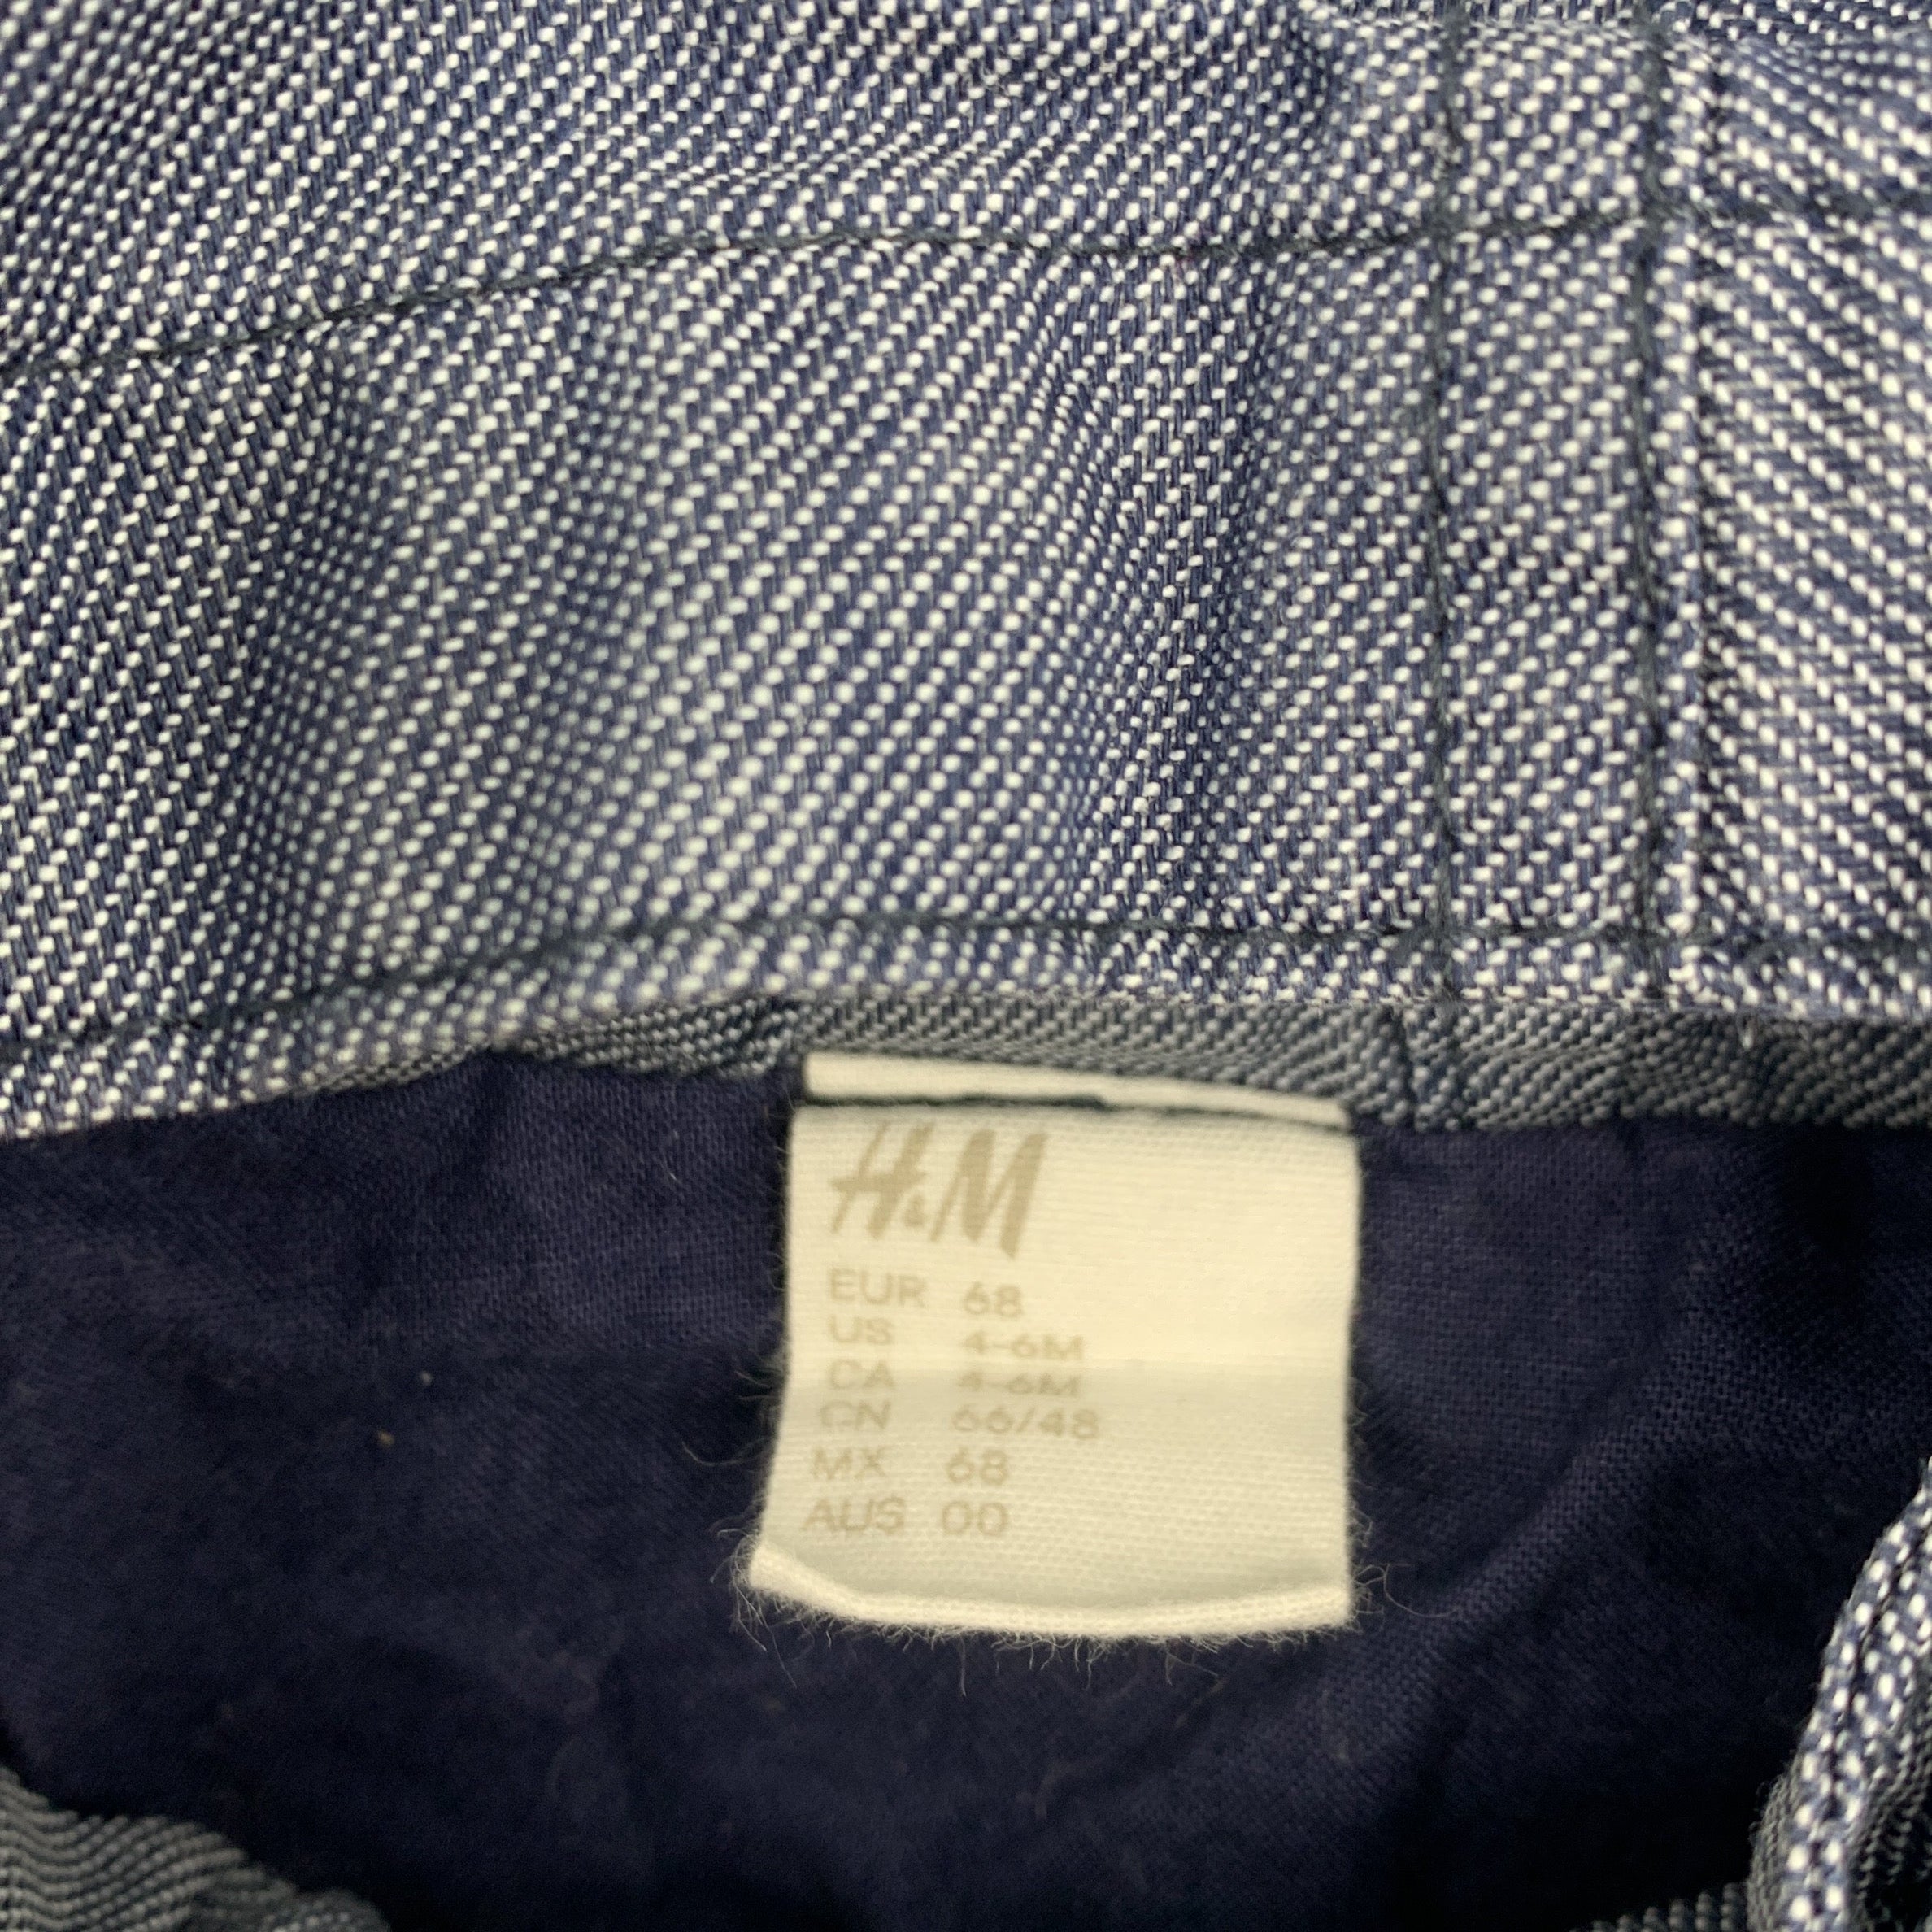 H&M
EUR 68
US 4-6M
CA 4-6M
CN 66/48
MX 68
AUS 00